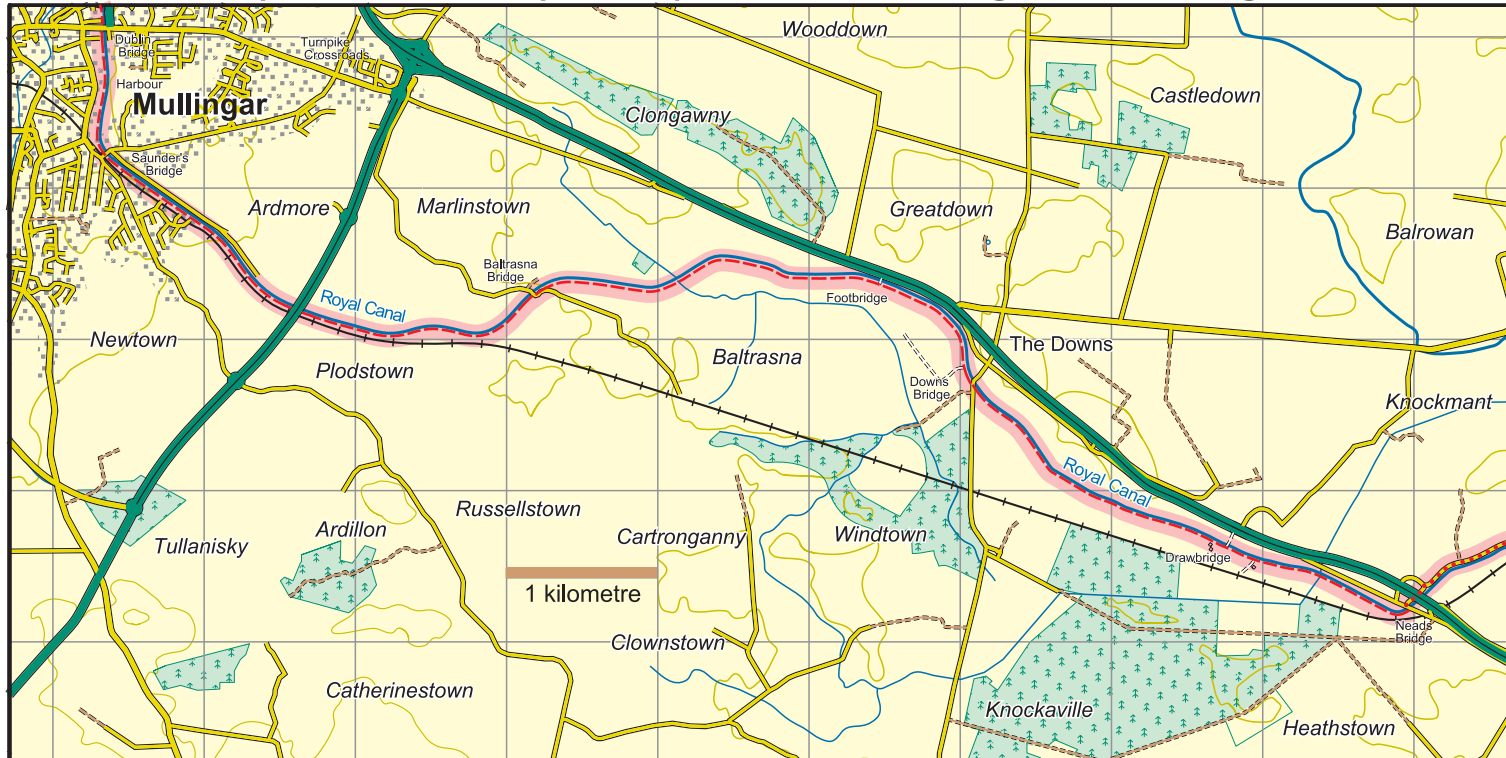 Wooddown
Dublin
Bridge
Turnpike
Crossroads
Harbour
Mullingar
Castledown
Clongawny
Saunder's
Bridge
Ardmore
Marlinstown
Greatdown
Balrowan
Baltrasna
Bridge
Royal Canal
Footbridge
Newtown
Plodstown
Baltrasna
The Downs
Downs
Bridge
Knockmant
Royal Canal
Russellstown
Ardillon
Tullanisky
Cartronganny
Windtown
Drawbridge
1 kilometre
Clownstown
Neads
Bridge
Catherinestown
Knockaville
Heathstown